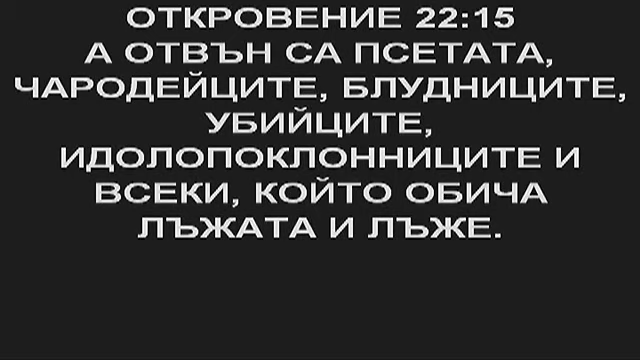 ОТКРОВЕНИЕ 22:15
А ОТВЪН СА ПСЕТАТА,
ЧАРОДЕЙЦИТЕ, БЛУДНИЦИТЕ,
УБИЙЦИТЕ,
ИДОЛОПОКЛОННИЦИТЕ И
ВСЕКИ, КОЙТО ОБИЧА
ЛЪЖАТА И ЛЪЖЕ.